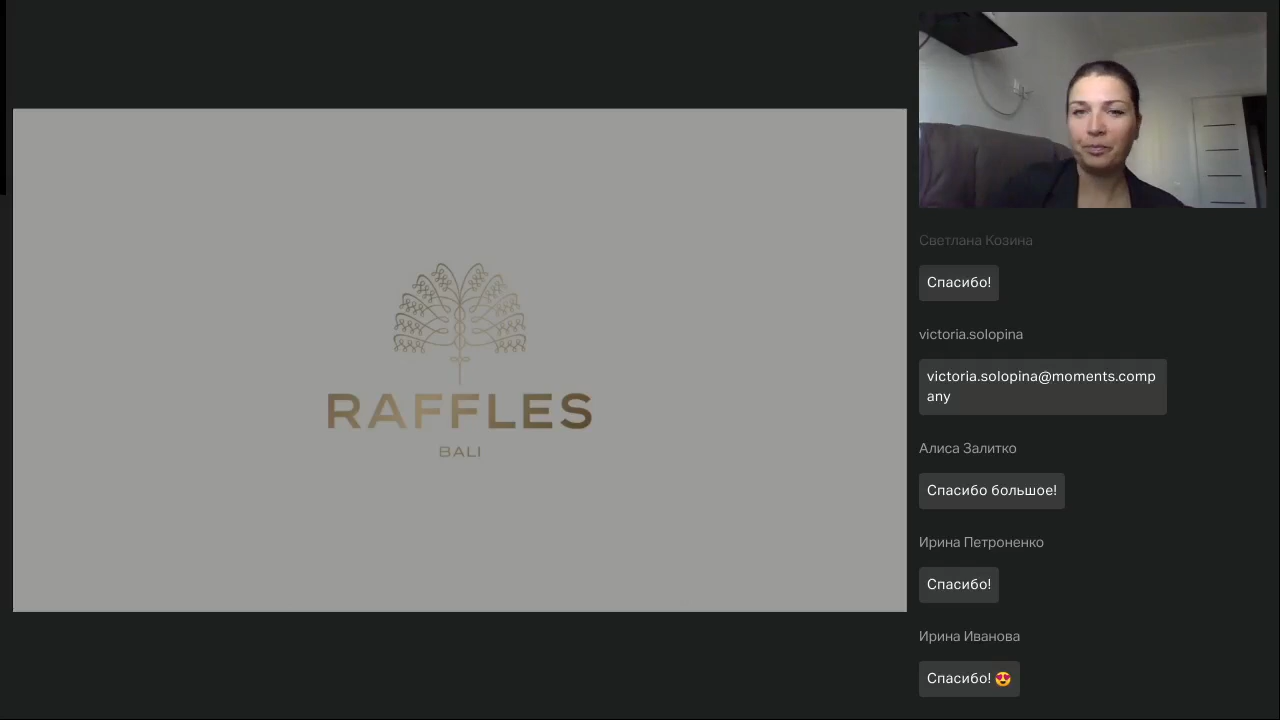 RAFFLES
BALI
Светлана Козина
Спасибо!
victoria.solopina
victoria.solopina@moments.comp
any
Алиса Залитко
Спасибо большое!
Ирина Петроненко
Спасибо!
Ирина Иванова
Спасибо! 😍